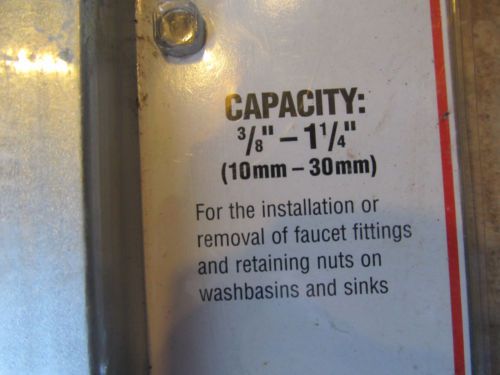 CAPACITY:
3/8" – 1 1/4"
(10mm – 30mm)
For the installation or
removal of faucet fittings
and retaining nuts on
washbasins and sinks